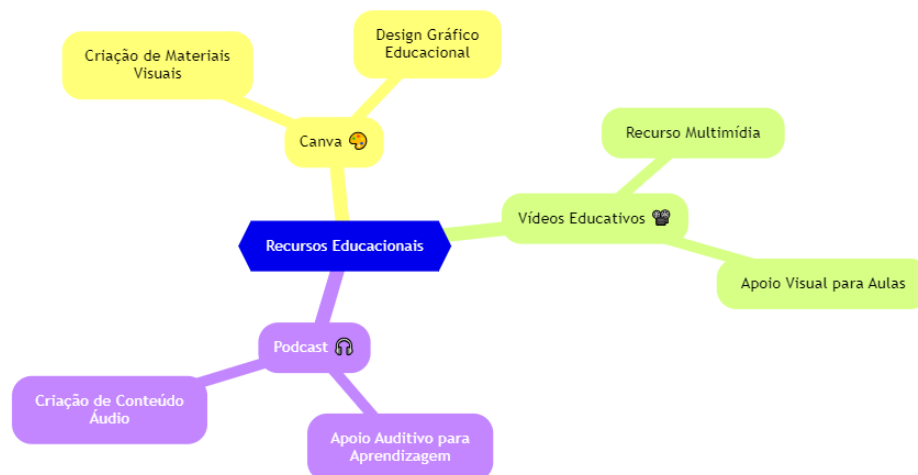 Design Gráfico
Educacional
Criação de Materiais
Visuais
Canva 🎨
Recurso Multimídia
Vídeos Educativos 📽
Recursos Educacionais
Apoio Visual para Aulas
Podcast 🎧
Criação de Conteúdo
Áudio
Apoio Auditivo para
Aprendizagem